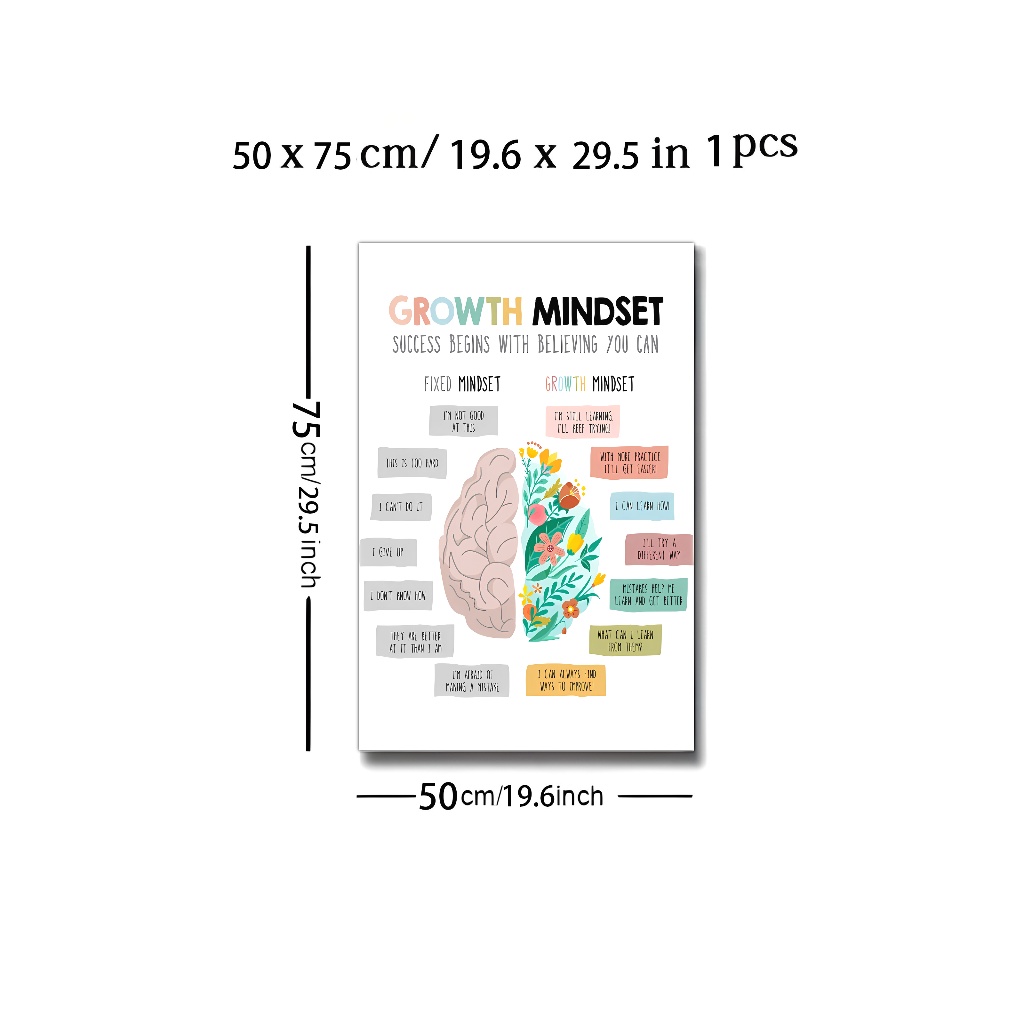 50 x 75 cm/ 19.6 x 29.5 in 1 pcs
GROWTH MINDSET
SUCCESS BEGINS WITH BELIEVING YOU CAN
FIXED MINDSET
GROWTH MINDSET
I'M NOT GOOD
AT THIS
I'M STILL LEARNING,
I'LL KEEP TRYING!
THIS IS TOO HARD
WITH MORE PRACTICE
IT'LL GET EASIER!
I CAN'T DO IT
I CAN LEARN HOW
I GIVE UP
I'LL TRY A
DIFFERENT WAY
I DON'T KNOW HOW
MISTAKES HELP ME
LEARN AND GET BETTER
THEY ARE BETTER
AT IT THAN I AM
WHAT CAN I LEARN
FROM THEM?
I'M AFRAID OF
MAKING A MISTAKE
I CAN ALWAYS FIND
WAYS TO IMPROVE
75cm/29.5inch
50cm/19.6inch